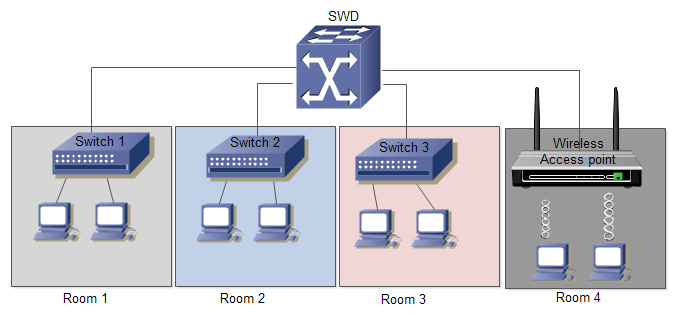 SWD
Switch 1
Switch 2
Switch 3
Wireless
Access point
Room 1
Room 2
Room 3
Room 4